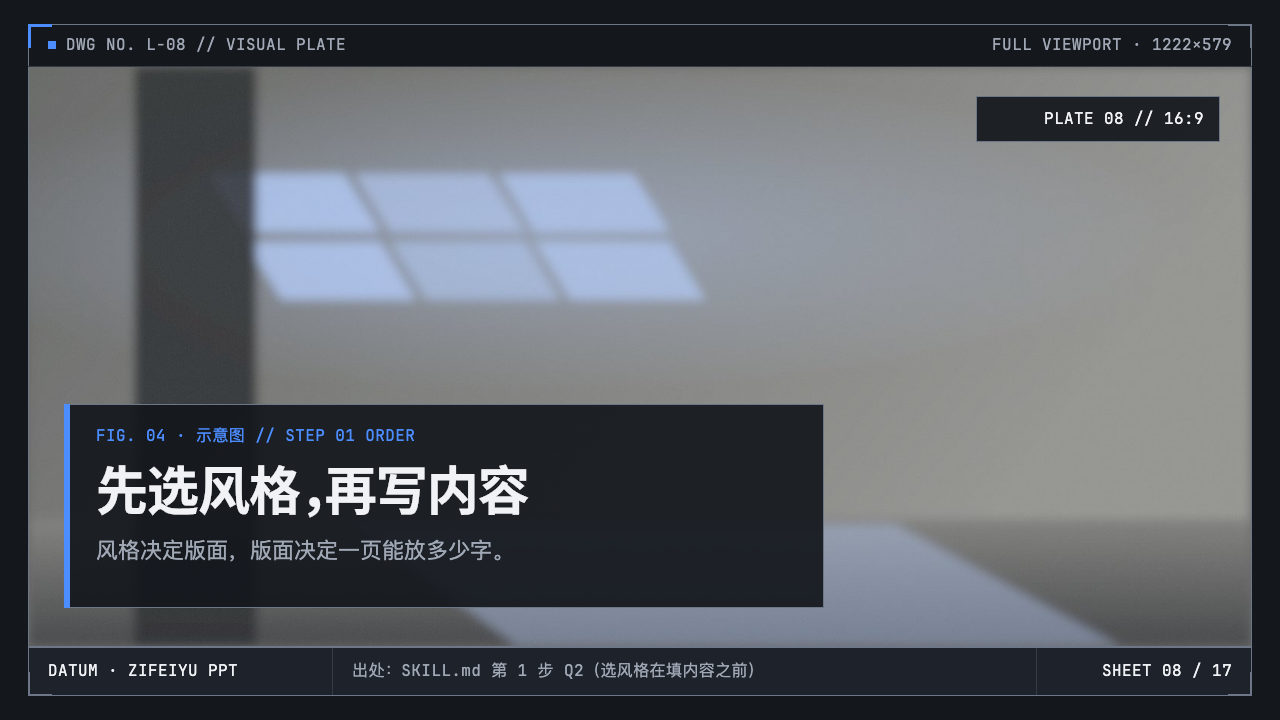 DWG NO. L-08 // VISUAL PLATE
FULL VIEWPORT · 1222×579
PLATE 08 // 16:9
FIG. 04 · 示意图 // STEP 01 ORDER
先选风格,再写内容
风格决定版面，版面决定一页能放多少字。
DATUM · ZIFEIYU PPT
出处：SKILL.md 第 1 步 Q2（选风格在填内容之前）
SHEET 08 / 17